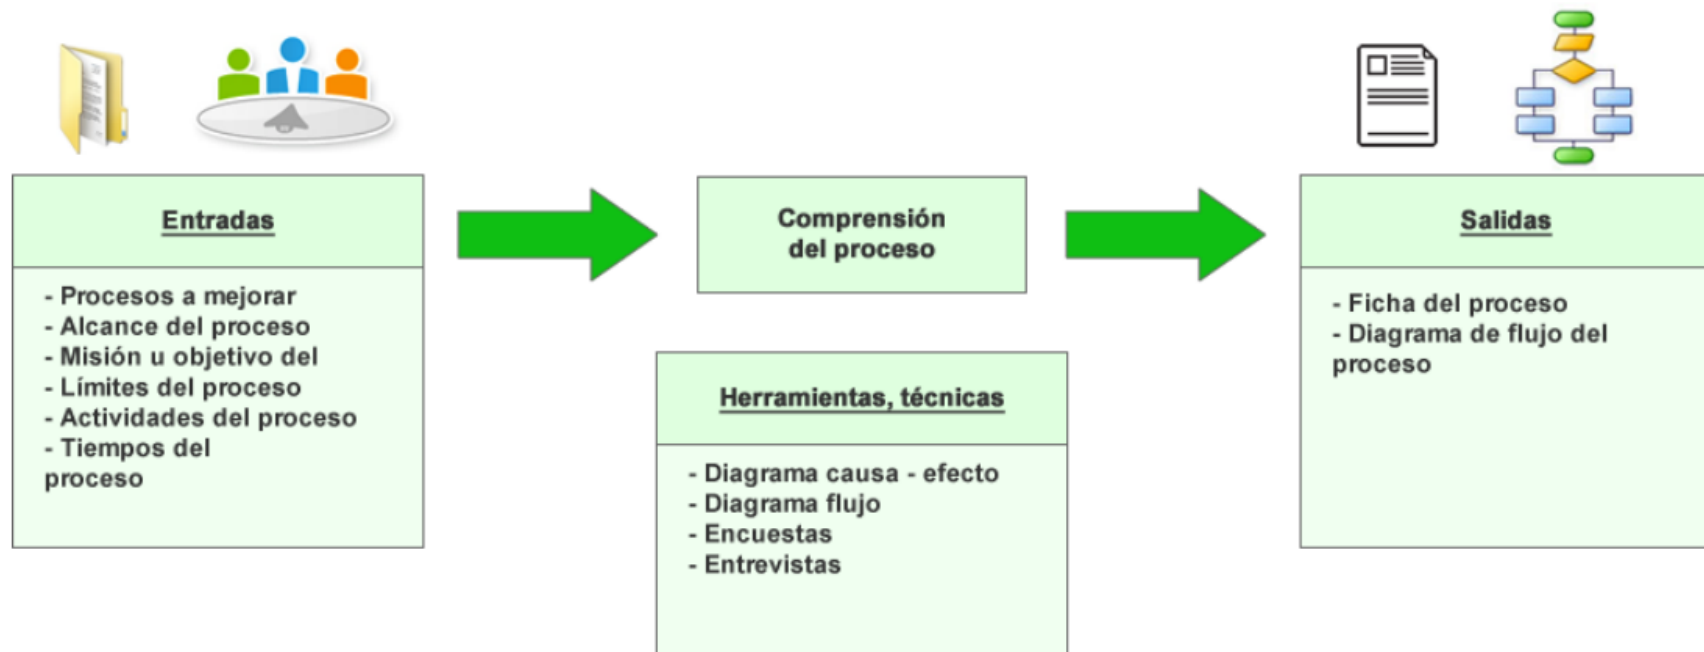 Entradas
- Procesos a mejorar
- Alcance del proceso
- Misión u objetivo del
- Límites del proceso
- Actividades del proceso
- Tiempos del
proceso
Comprensión
del proceso
Herramientas, técnicas
- Diagrama causa - efecto
- Diagrama flujo
- Encuestas
- Entrevistas
Salidas
- Ficha del proceso
- Diagrama de flujo del
proceso